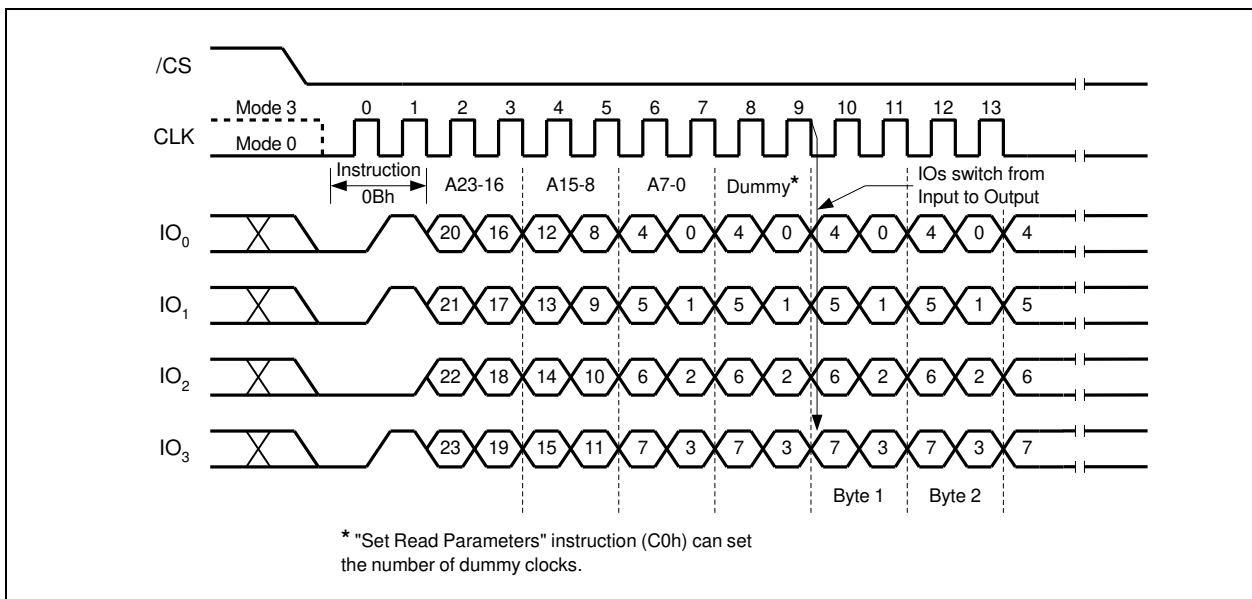 /CS
Mode 3 0 1 2 3 4 5 6 7 8 9 10 11 12 13
CLK
Mode 0
Instruction
0Bh
A23-16 A15-8 A7-0 Dummy*
IOs switch from
Input to Output
IO0 20 16 12 8 4 0 4 0 4 0 4 0 4
IO1 21 17 13 9 5 1 5 1 5 1 5 1 5
IO2 22 18 14 10 6 2 6 2 6 2 6 2 6
IO3 23 19 15 11 7 3 7 3 7 3 7 3 7
Byte 1 Byte 2
* "Set Read Parameters" instruction (C0h) can set
the number of dummy clocks.